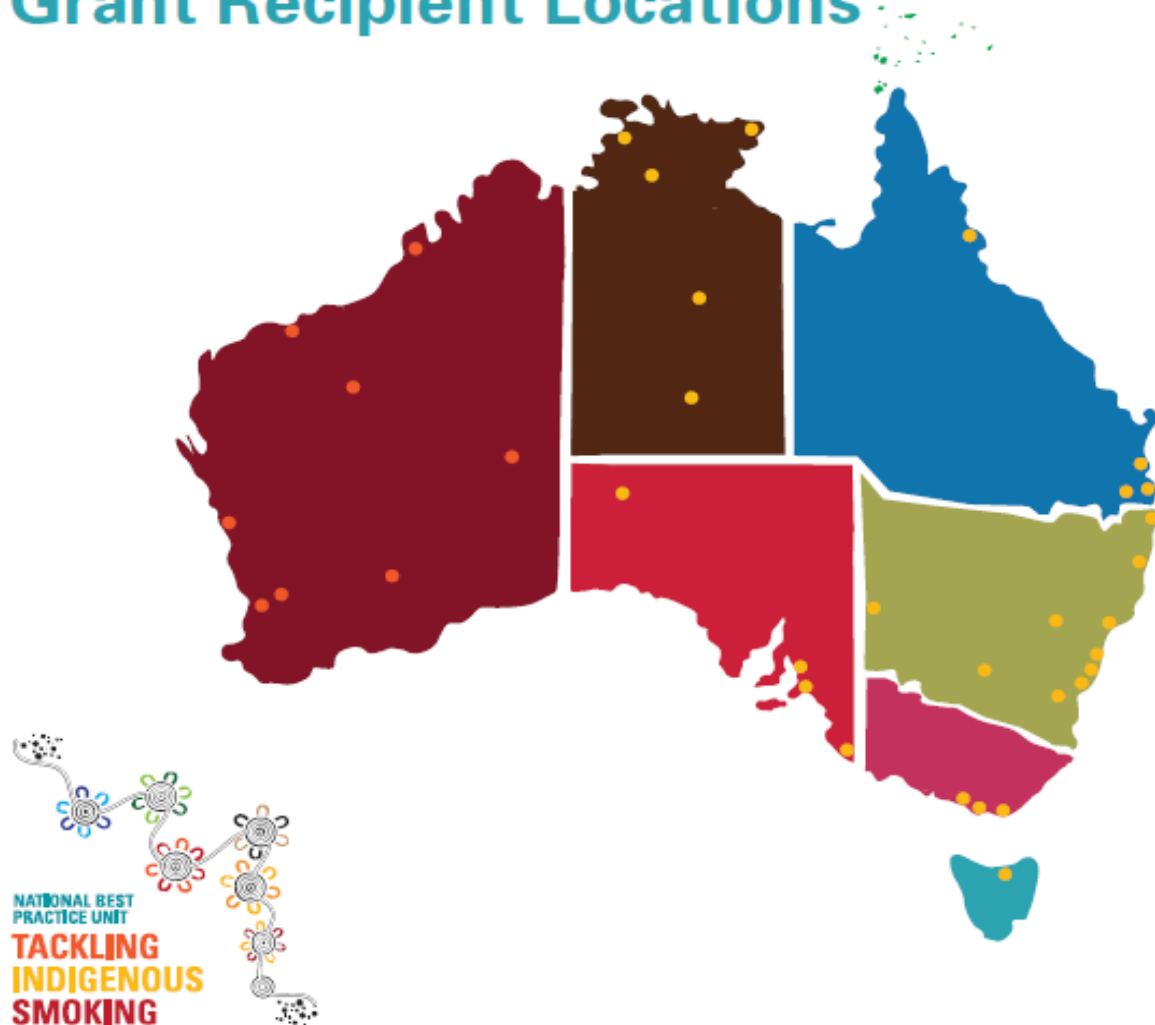 Grant Recipient Locations
NATIONAL BEST
PRACTICE UNIT
TACKLING
INDIGENOUS
SMOKING